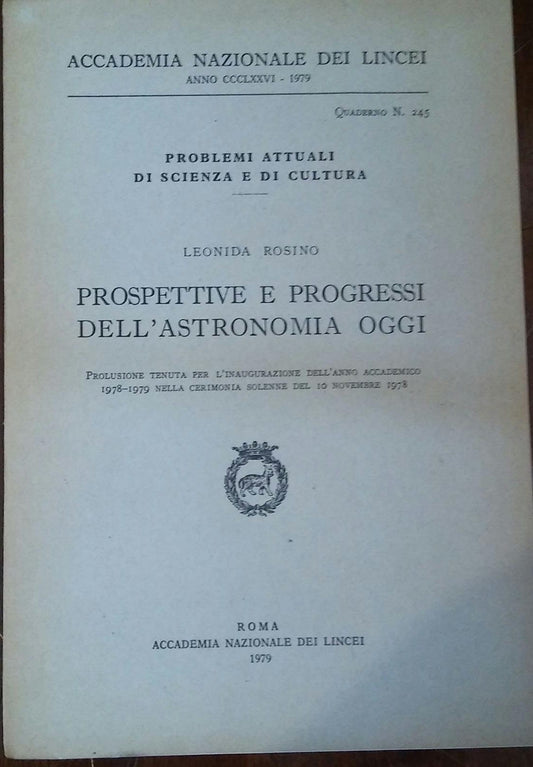 ACCADEMIA NAZIONALE DEI LINCEI
ANNO CCCLXXVI - 1979
QUADERNO N. 245
PROBLEMI ATTUALI
DI SCIENZA E DI CULTURA
LEONIDA ROSINO
PROSPETTIVE E PROGRESSI
DELL'ASTRONOMIA OGGI
PROLUSIONE TENUTA PER L'INAUGURAZIONE DELL'ANNO ACCADEMICO
1978-1979 NELLA CERIMONIA SOLENNE DEL 10 NOVEMBRE 1978
ROMA
ACCADEMIA NAZIONALE DEI LINCEI
1979